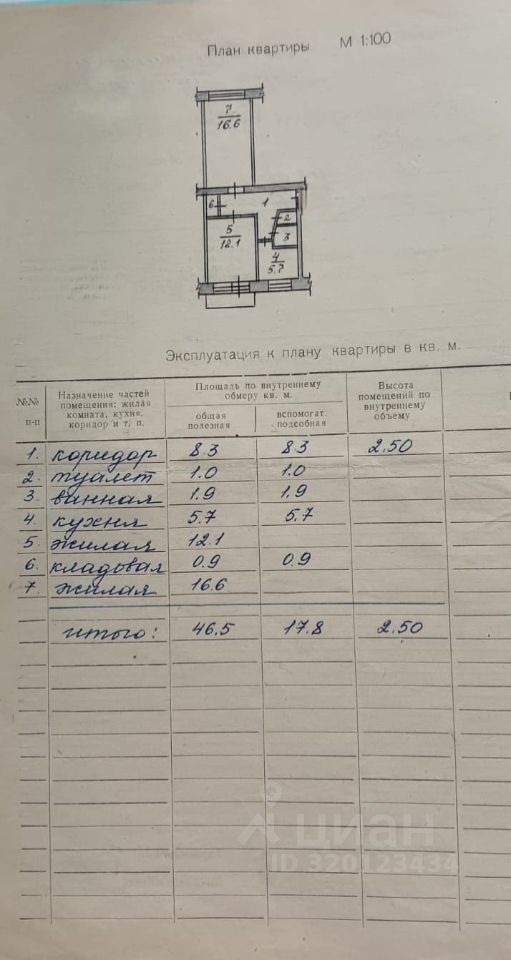 План квартиры М 1:100
7
16.6
6
1
2
5
12.1
3
4
5.7
Эксплуатация к плану квартиры в кв. м.
№№ п-п
Назначение частей помещения: жилая комната, кухня, коридор и т. п.
Площадь по внутреннему обмеру кв. м.
общая полезная
вспомогат. подсобная
Высота помещений по внутреннему объему
1. коридор 8.3 8.3 2.50
2. туалет 1.0 1.0
3. ванная 1.9 1.9
4. кухня 5.7 5.7
5. жилая 12.1
6. кладовая 0.9 0.9
7. жилая 16.6
итого: 46.5 17.8 2.50
циан
ID 320123434